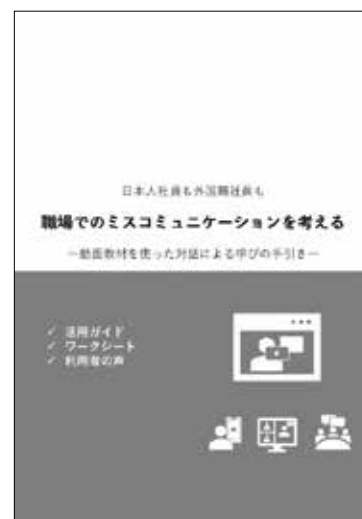 日本人社員も外国籍社員も
職場でのミスコミュニケーションを考える
―動画教材を使った対話による学びの手引き―
✓ 活用ガイド
✓ ワークシート
✓ 利用者の声